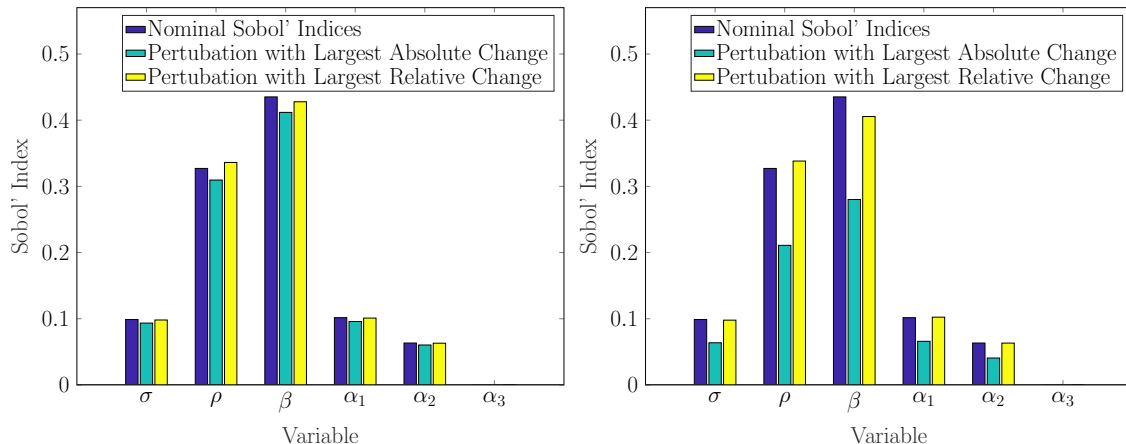 Nominal Sobol' Indices
Pertubation with Largest Absolute Change
Pertubation with Largest Relative Change
0.5
0.4
0.3
0.2
0.1
0
Sobol' Index
σ ρ β α₁ α₂ α₃
Variable
Nominal Sobol' Indices
Pertubation with Largest Absolute Change
Pertubation with Largest Relative Change
0.5
0.4
0.3
0.2
0.1
0
Sobol' Index
σ ρ β α₁ α₂ α₃
Variable